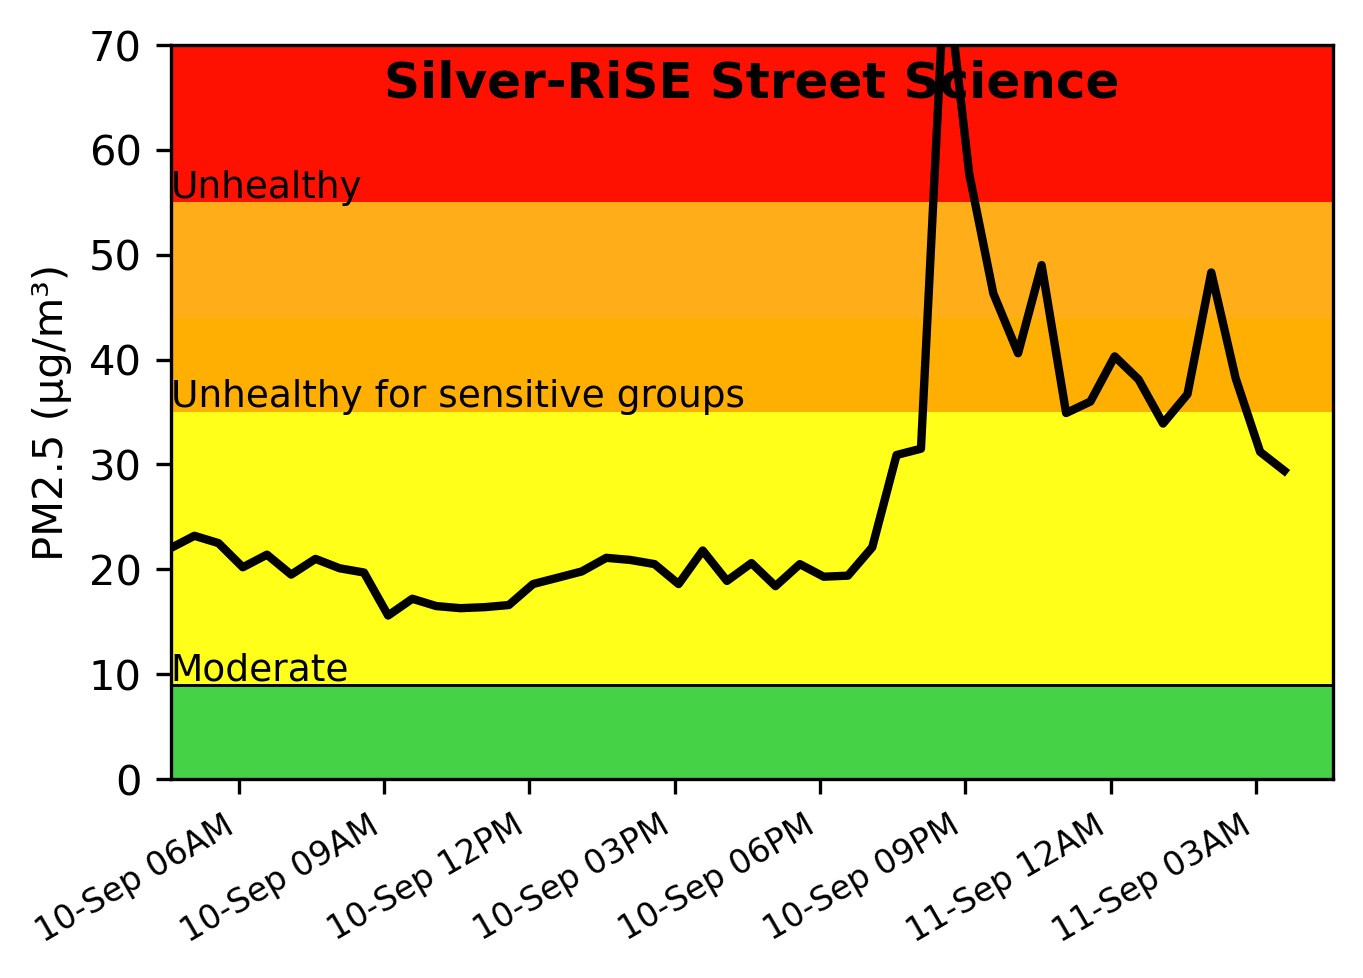 Silver-RiSE Street Science
PM2.5 (μg/m³)
70
60
Unhealthy
50
40
Unhealthy for sensitive groups
30
20
10
Moderate
0
10-Sep 06AM
10-Sep 09AM
10-Sep 12PM
10-Sep 03PM
10-Sep 06PM
10-Sep 09PM
11-Sep 12AM
11-Sep 03AM